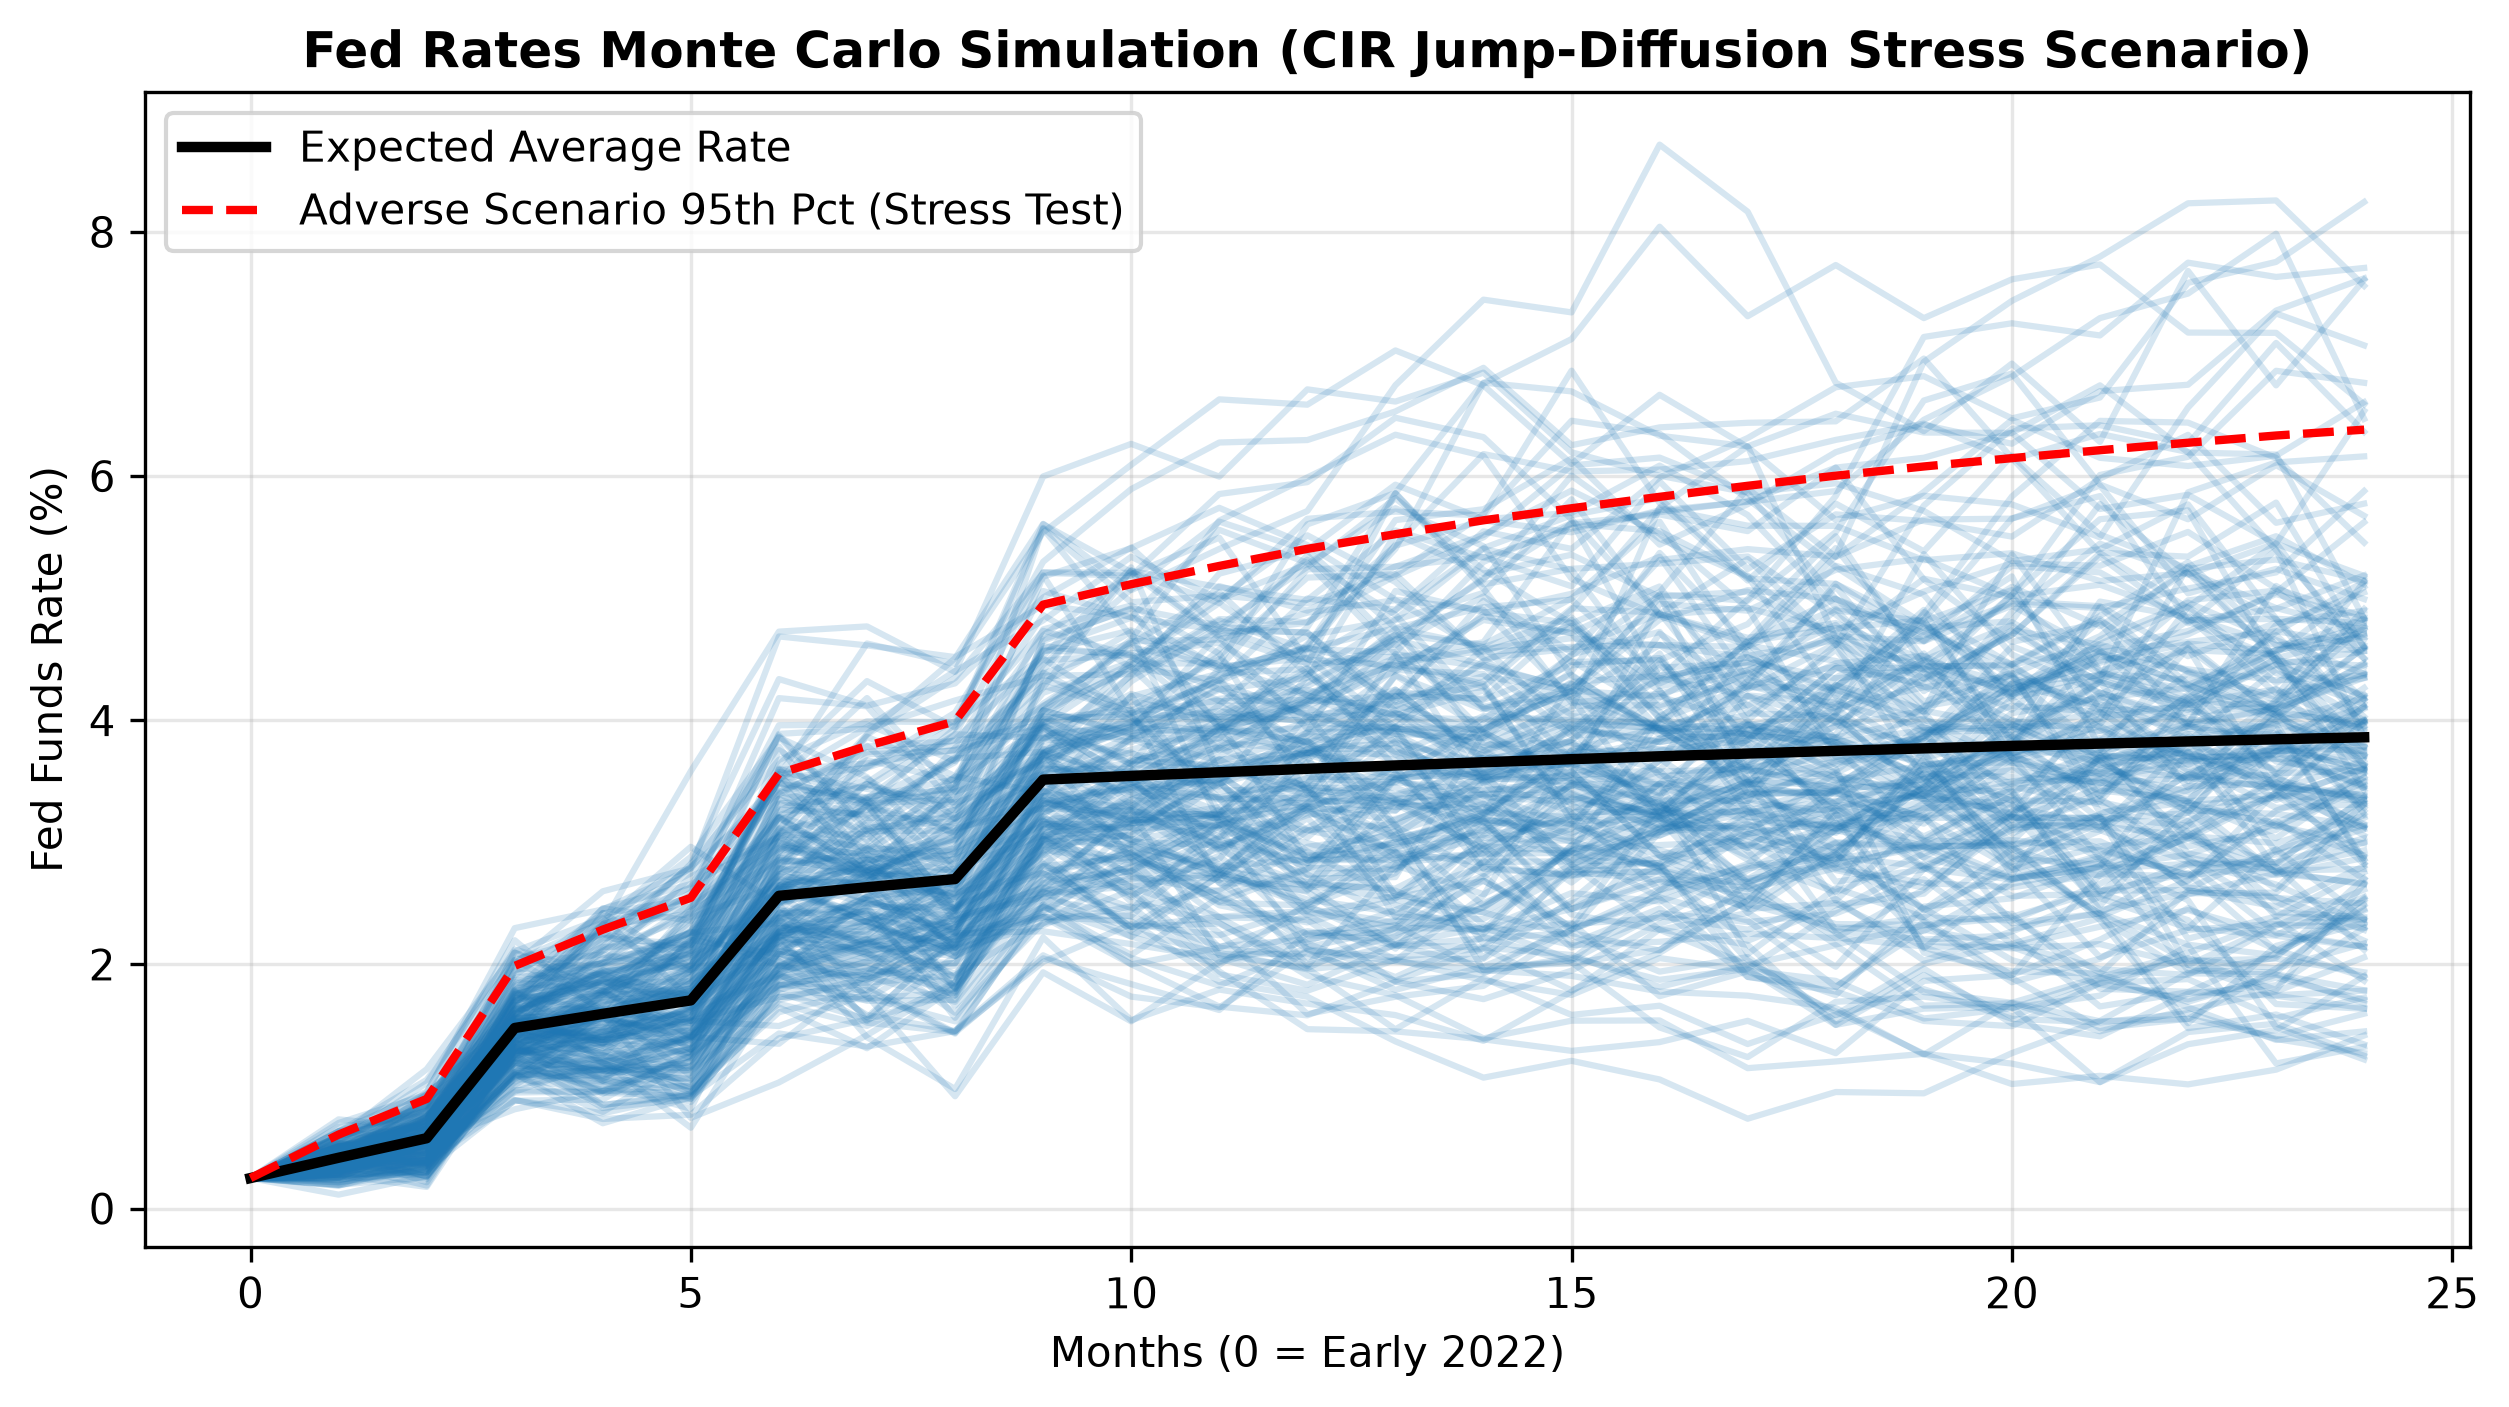 Fed Rates Monte Carlo Simulation (CIR Jump-Diffusion Stress Scenario)
Expected Average Rate
Adverse Scenario 95th Pct (Stress Test)
Fed Funds Rate (%)
8
6
4
2
0
0 5 10 15 20 25
Months (0 = Early 2022)